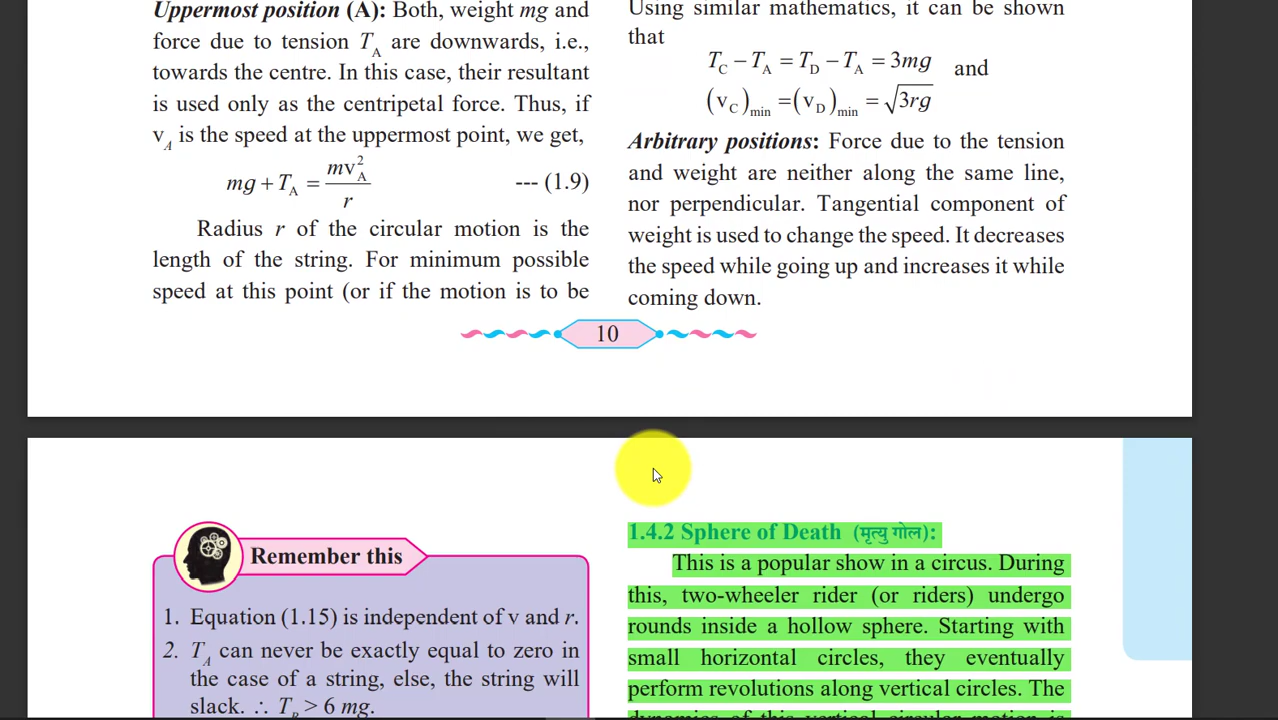 Uppermost position (A): Both, weight mg and
force due to tension T_A are downwards, i.e.,
towards the centre. In this case, their resultant
is used only as the centripetal force. Thus, if
v_A is the speed at the uppermost point, we get,
mg + T_A = mv_A^2 / r --- (1.9)
Radius r of the circular motion is the
length of the string. For minimum possible
speed at this point (or if the motion is to be
Using similar mathematics, it can be shown
that
T_C − T_A = T_D − T_A = 3mg and
(v_C)_min = (v_D)_min = √3rg
Arbitrary positions: Force due to the tension
and weight are neither along the same line,
nor perpendicular. Tangential component of
weight is used to change the speed. It decreases
the speed while going up and increases it while
coming down.
10
Remember this
1. Equation (1.15) is independent of v and r.
2. T_A can never be exactly equal to zero in
the case of a string, else, the string will
slack. ∴ T_B > 6 mg.
1.4.2 Sphere of Death (मृत्यु गोल):
This is a popular show in a circus. During
this, two-wheeler rider (or riders) undergo
rounds inside a hollow sphere. Starting with
small horizontal circles, they eventually
perform revolutions along vertical circles. The
dynamics of this vertical circular motion is